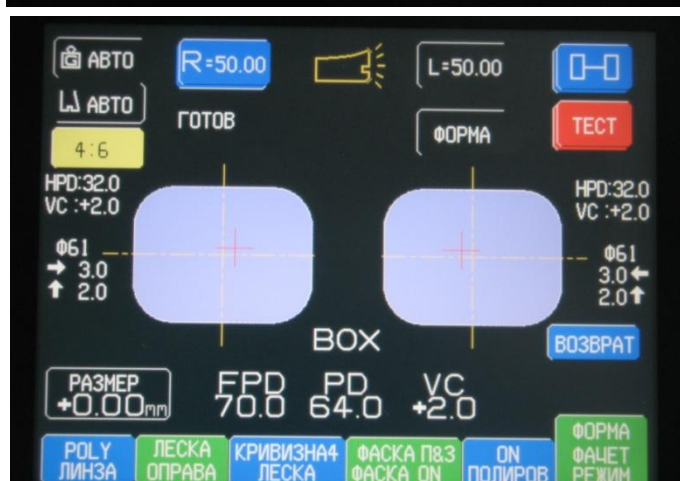 АВТО
R=50.00
L=50.00
АВТО
ГОТОВ
ФОРМА
ТЕСТ
4:6
HPD:32.0
VC :+2.0
HPD:32.0
VC :+2.0
Φ61
→ 3.0
↑ 2.0
Φ61
3.0←
2.0↑
BOX
ВОЗВРАТ
РАЗМЕР
+0.00mm
FPD
70.0
PD
64.0
VC
+2.0
POLY
ЛИНЗА
ЛЕСКА
ОПРАВА
КРИВИЗНА4
ЛЕСКА
ФАСКА П&З
ФАСКА ON
ON
ПОЛИРОВ
ФОРМА
ФАЧЕТ
РЕЖИМ